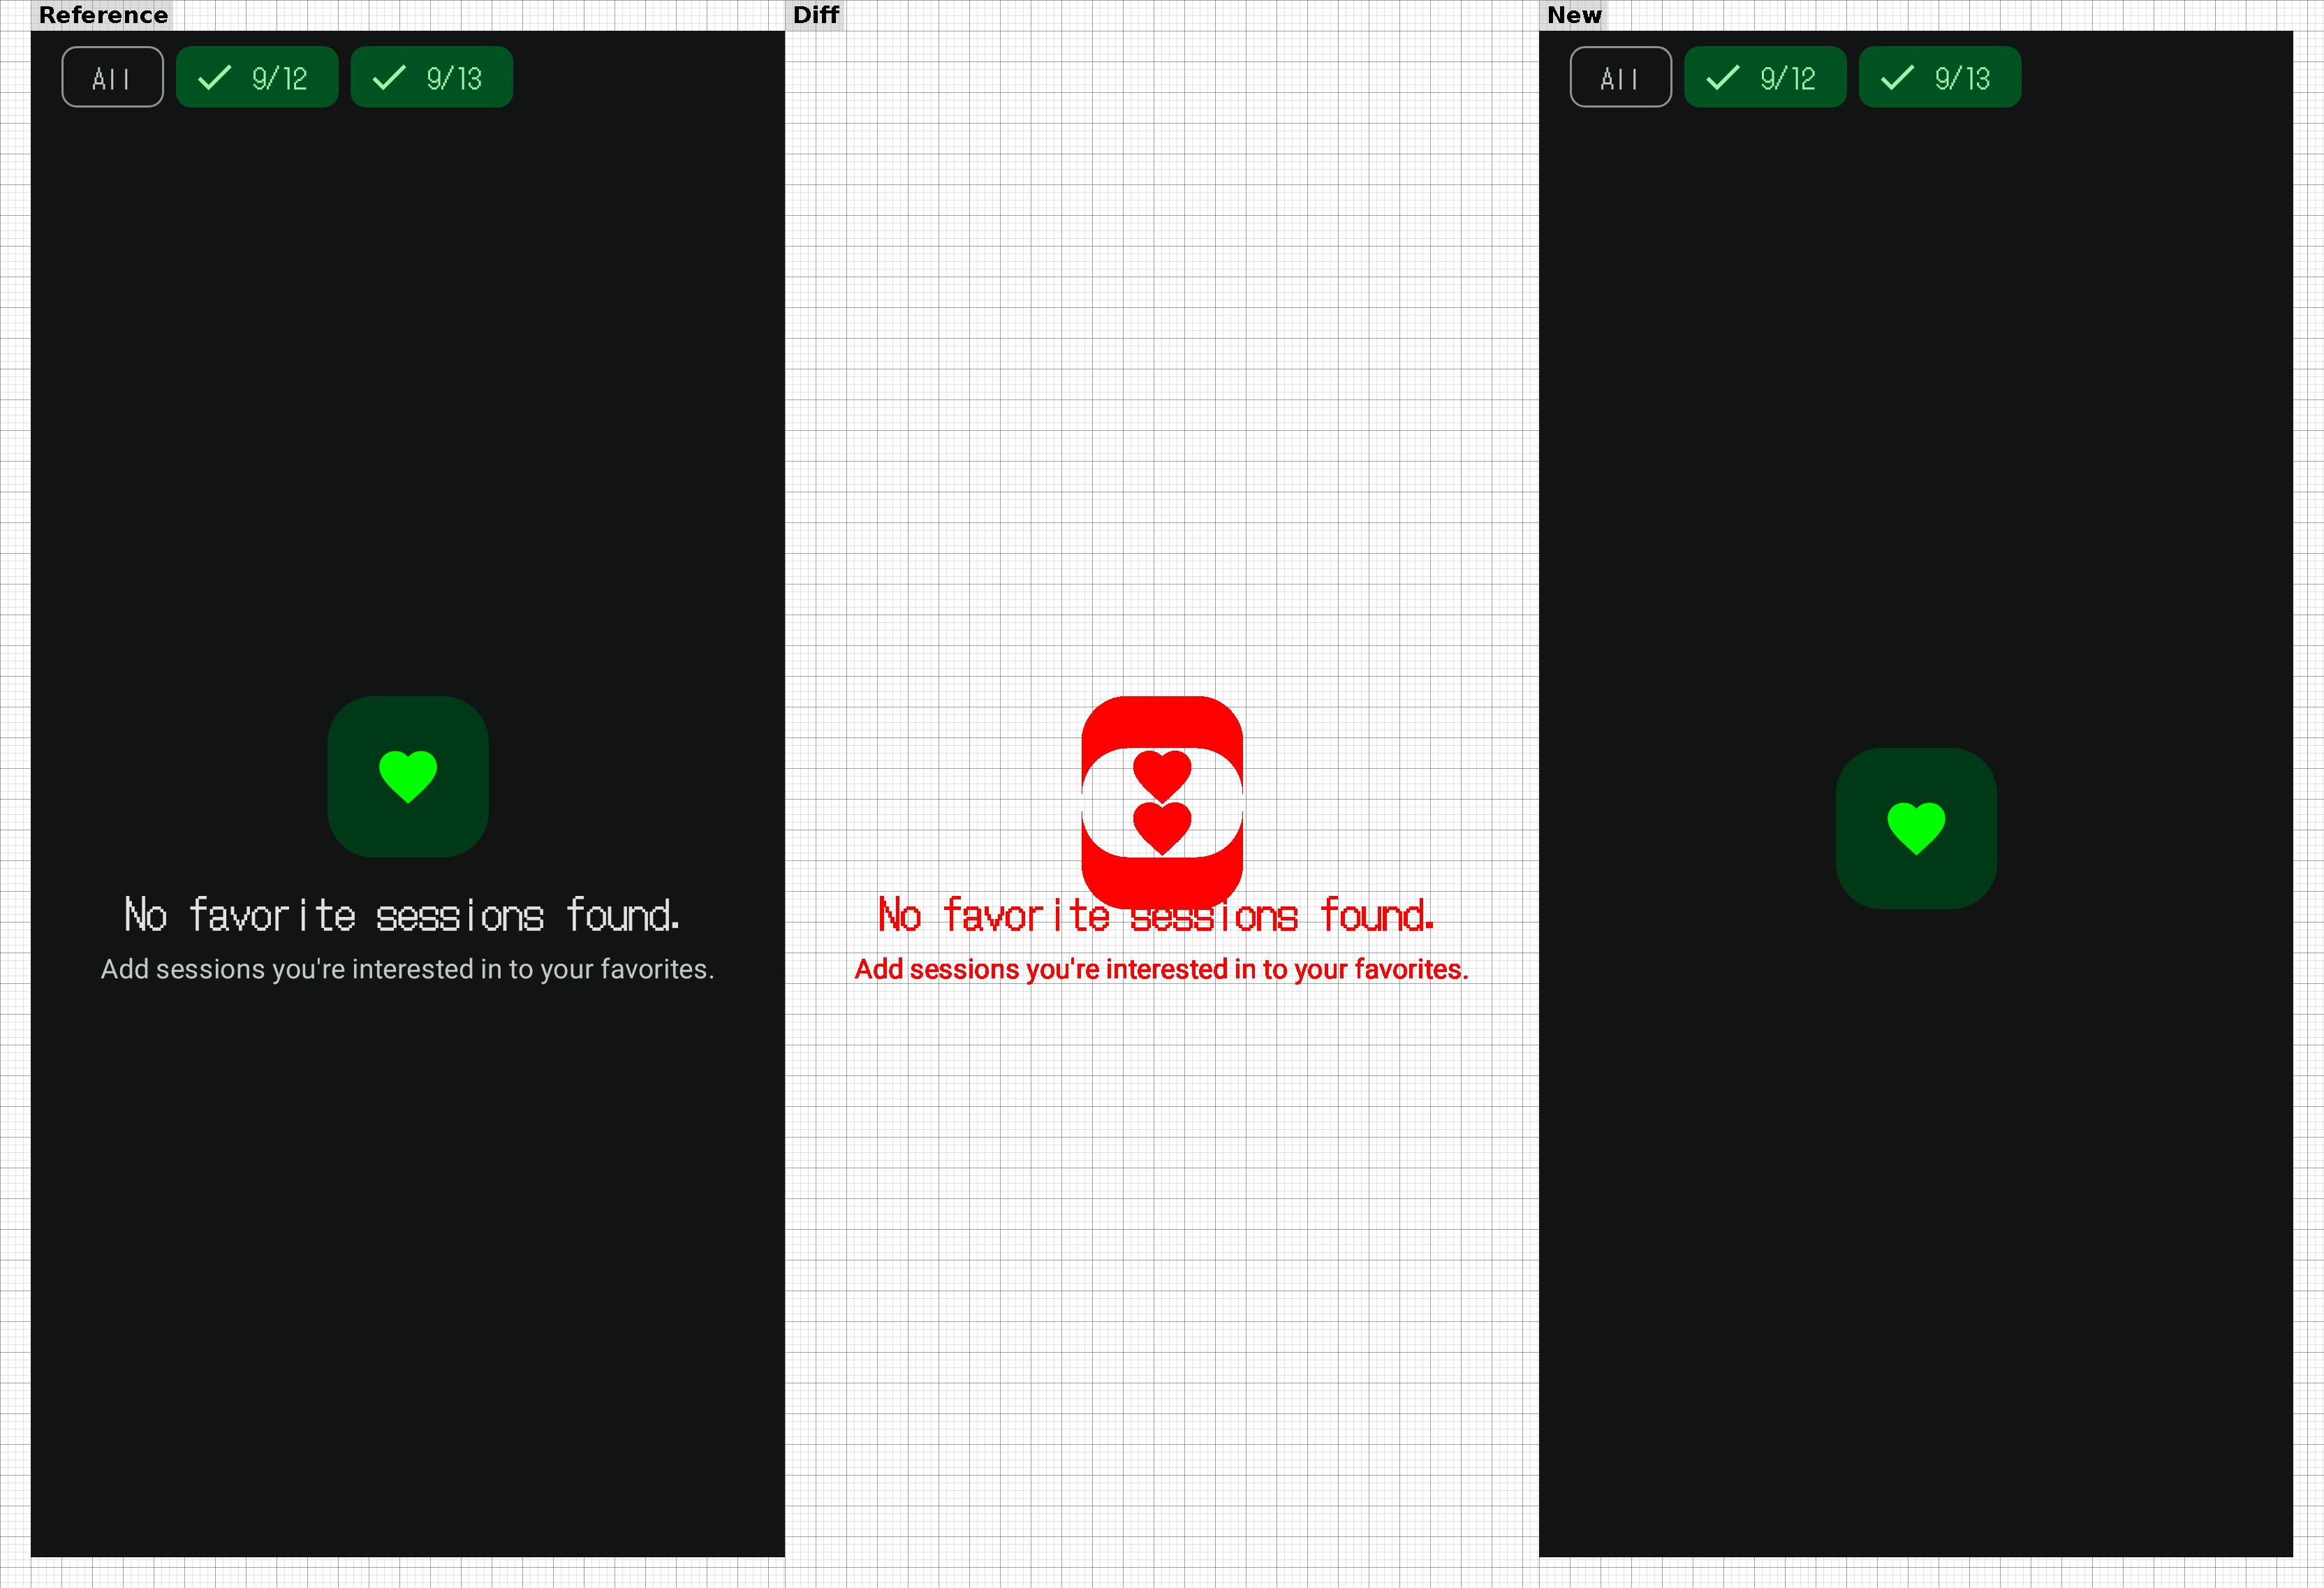 Reference
Diff
New
All
9/12
9/13
All
9/12
9/13
No favorite sessions found.
Add sessions you're interested in to your favorites.
No favorite sessions found.
Add sessions you're interested in to your favorites.